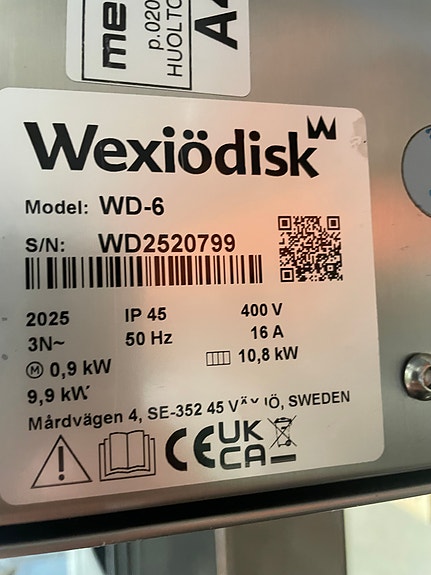 me
p.020
HUOLTO
A
Wexiödisk
Model: WD-6
S/N: WD2520799
2025 IP 45 400 V
3N~ 50 Hz 16 A
M 0,9 kW 10,8 kW
9,9 kW
Mårdvägen 4, SE-352 45 VÄXJÖ, SWEDEN
CE UK CA